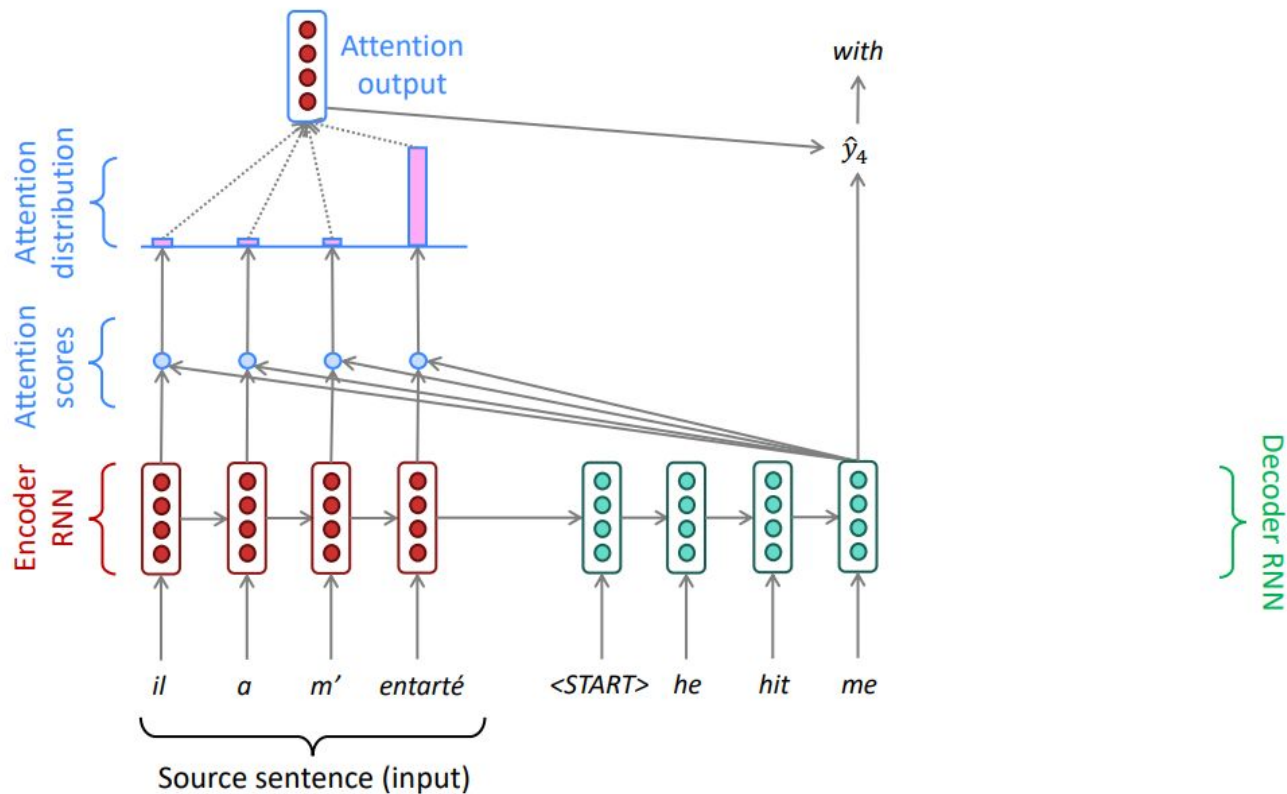 Attention
output
with
ŷ₄
Attention
distribution
Attention
scores
Encoder
RNN
Decoder RNN
il a m’ entarté <START> he hit me
Source sentence (input)